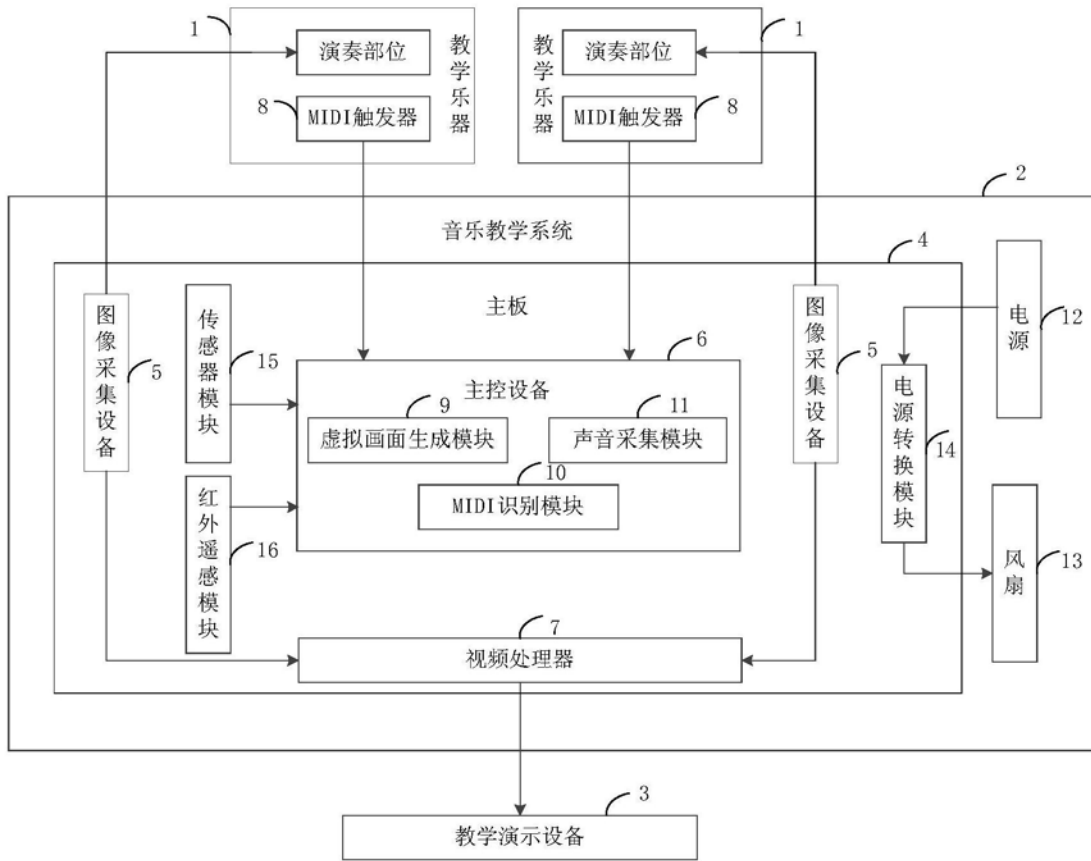 1
演奏部位
8
MIDI触发器
教学乐器
演奏部位
1
MIDI触发器
8
教学乐器
2
音乐教学系统
4
主板
图像采集设备
5
传感器模块
15
红外遥感模块
16
6
主控设备
9
虚拟画面生成模块
11
声音采集模块
10
MIDI识别模块
图像采集设备
5
电源
12
电源转换模块
14
风扇
13
7
视频处理器
3
教学演示设备